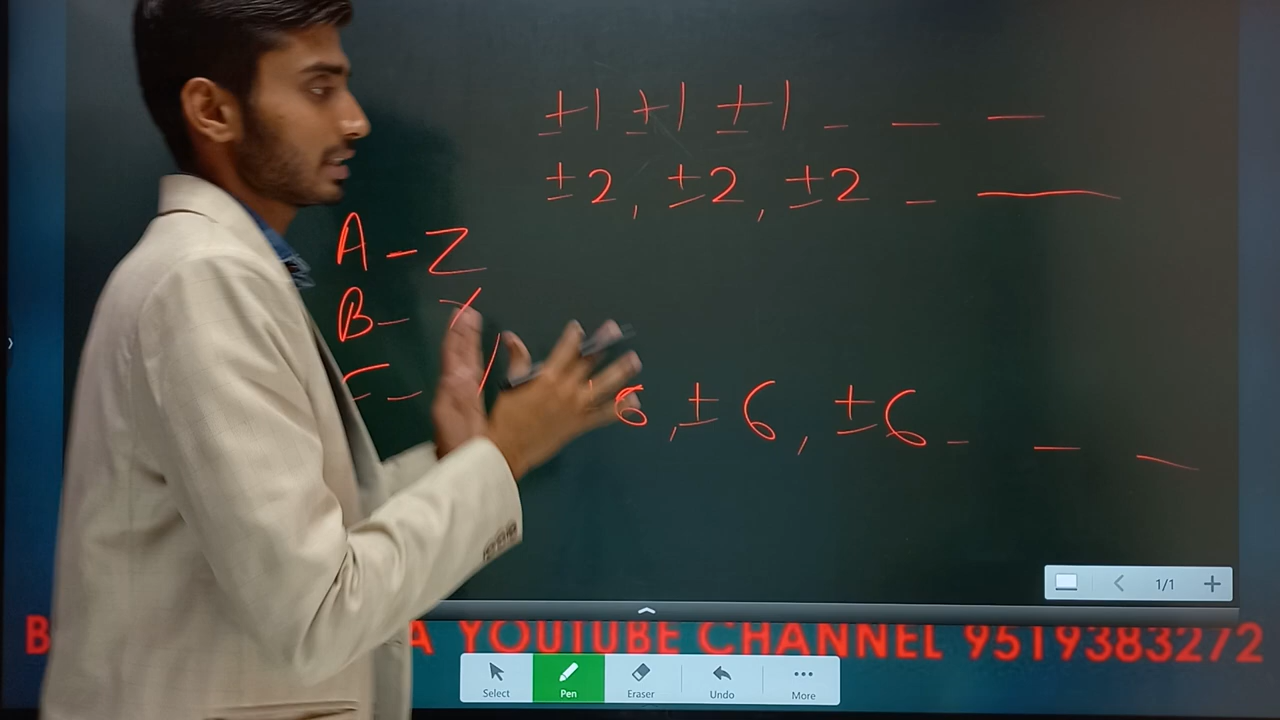 ±1 ±1 ±1 _ _ _
±2, ±2, ±2 _ _
A-Z
B-
6, ±6, ±6 _ _ _
1/1
YOUTUBE CHANNEL 9519383272
Select Pen Eraser Undo More